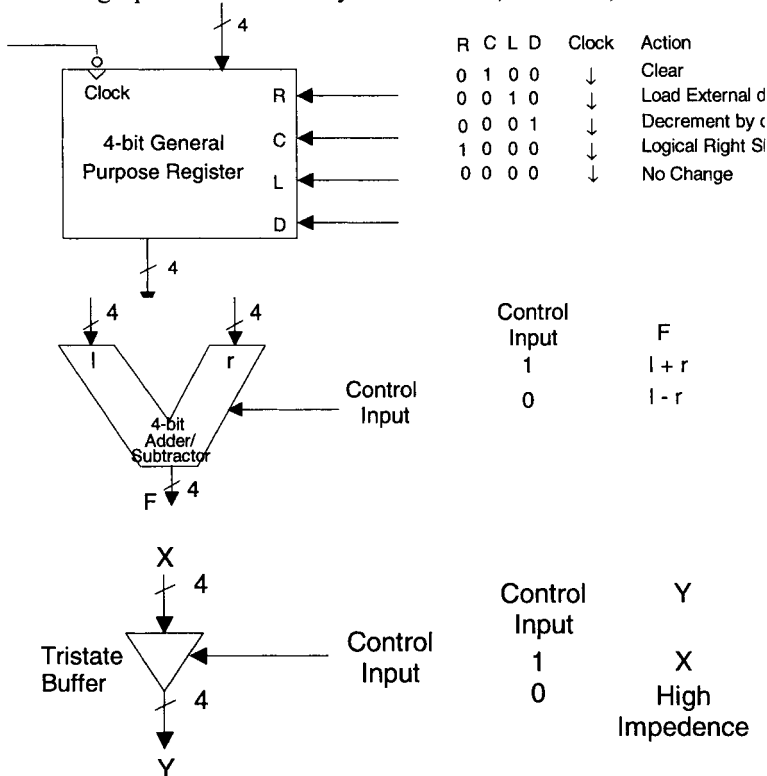 4
Clock
4-bit General
Purpose Register
R
C
L
D
4
R C L D Clock Action
0 1 0 0 ↓ Clear
0 0 1 0 ↓ Load External
0 0 0 1 ↓ Decrement by
1 0 0 0 ↓ Logical Right
0 0 0 0 ↓ No Change
4
4
l
r
4-bit
Adder/
Subtractor
Control
Input
F
4
Control
Input
F
1 l + r
0 l - r
X
4
Tristate
Buffer
Control
Input
4
Y
Control
Input
Y
1 X
0 High
Impedence